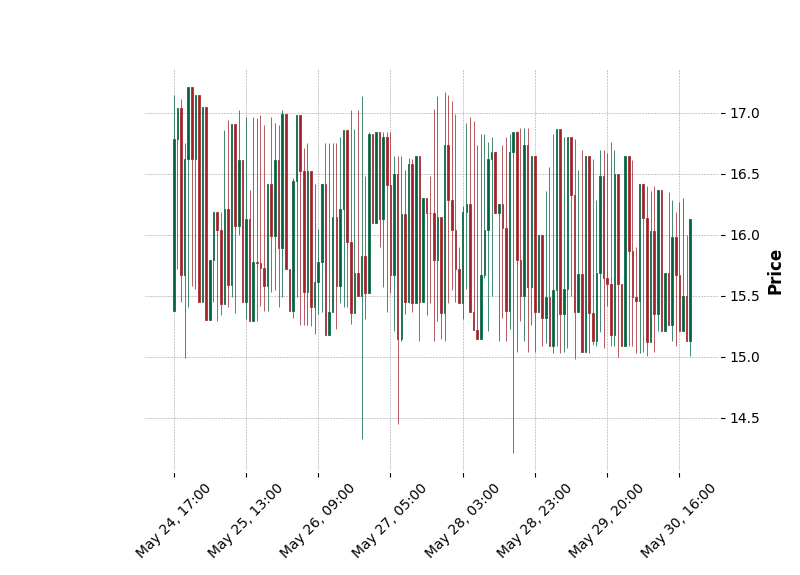 17.0
16.5
16.0
15.5
15.0
14.5
Price
May 24, 17:00
May 25, 13:00
May 26, 09:00
May 27, 05:00
May 28, 03:00
May 28, 23:00
May 29, 20:00
May 30, 16:00